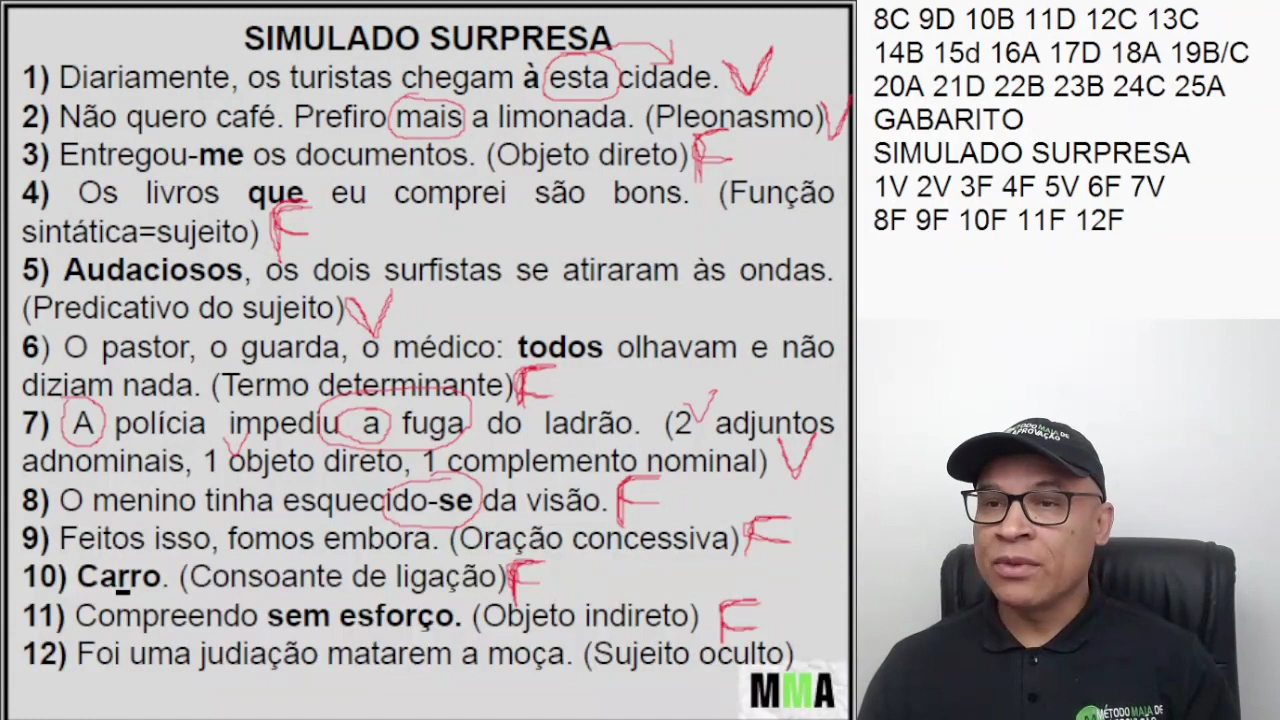 SIMULADO SURPRESA
1) Diariamente, os turistas chegam à esta cidade. V
2) Não quero café. Prefiro mais a limonada. (Pleonasmo) V
3) Entregou-me os documentos. (Objeto direto) F
4) Os livros que eu comprei são bons. (Função
sintática=sujeito) F
5) Audaciosos, os dois surfistas se atiraram às ondas.
(Predicativo do sujeito) V
6) O pastor, o guarda, o médico: todos olhavam e não
diziam nada. (Termo determinante) F
7) A polícia impediu a fuga do ladrão. (2 adjuntos
adnominais, 1 objeto direto, 1 complemento nominal) V
8) O menino tinha esquecido-se da visão. F
9) Feitos isso, fomos embora. (Oração concessiva) F
10) Carro. (Consoante de ligação) F
11) Compreendo sem esforço. (Objeto indireto) F
12) Foi uma judiação matarem a moça. (Sujeito oculto)
MMA
8C 9D 10B 11D 12C 13C
14B 15d 16A 17D 18A 19B/C
20A 21D 22B 23B 24C 25A
GABARITO
SIMULADO SURPRESA
1V 2V 3F 4F 5V 6F 7V
8F 9F 10F 11F 12F
MÉTODO MAIA DE
APROVAÇÃO
MÉTODO MAIA DE